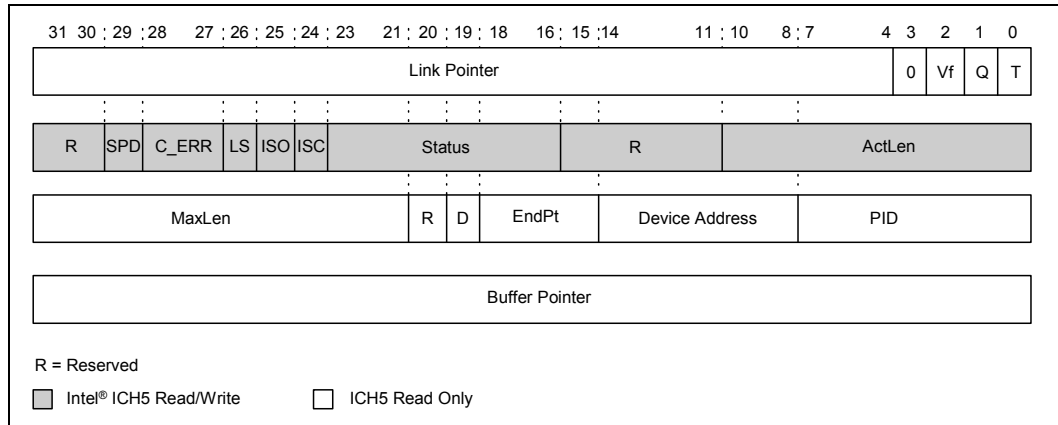 31 30 29 28 27 26 25 24 23 21 20 19 18 16 15 14 11 10 8 7 4 3 2 1 0
Link Pointer 0 Vf Q T
R SPD C_ERR LS ISO ISC Status R ActLen
MaxLen R D EndPt Device Address PID
Buffer Pointer
R = Reserved
Intel® ICH5 Read/Write ICH5 Read Only